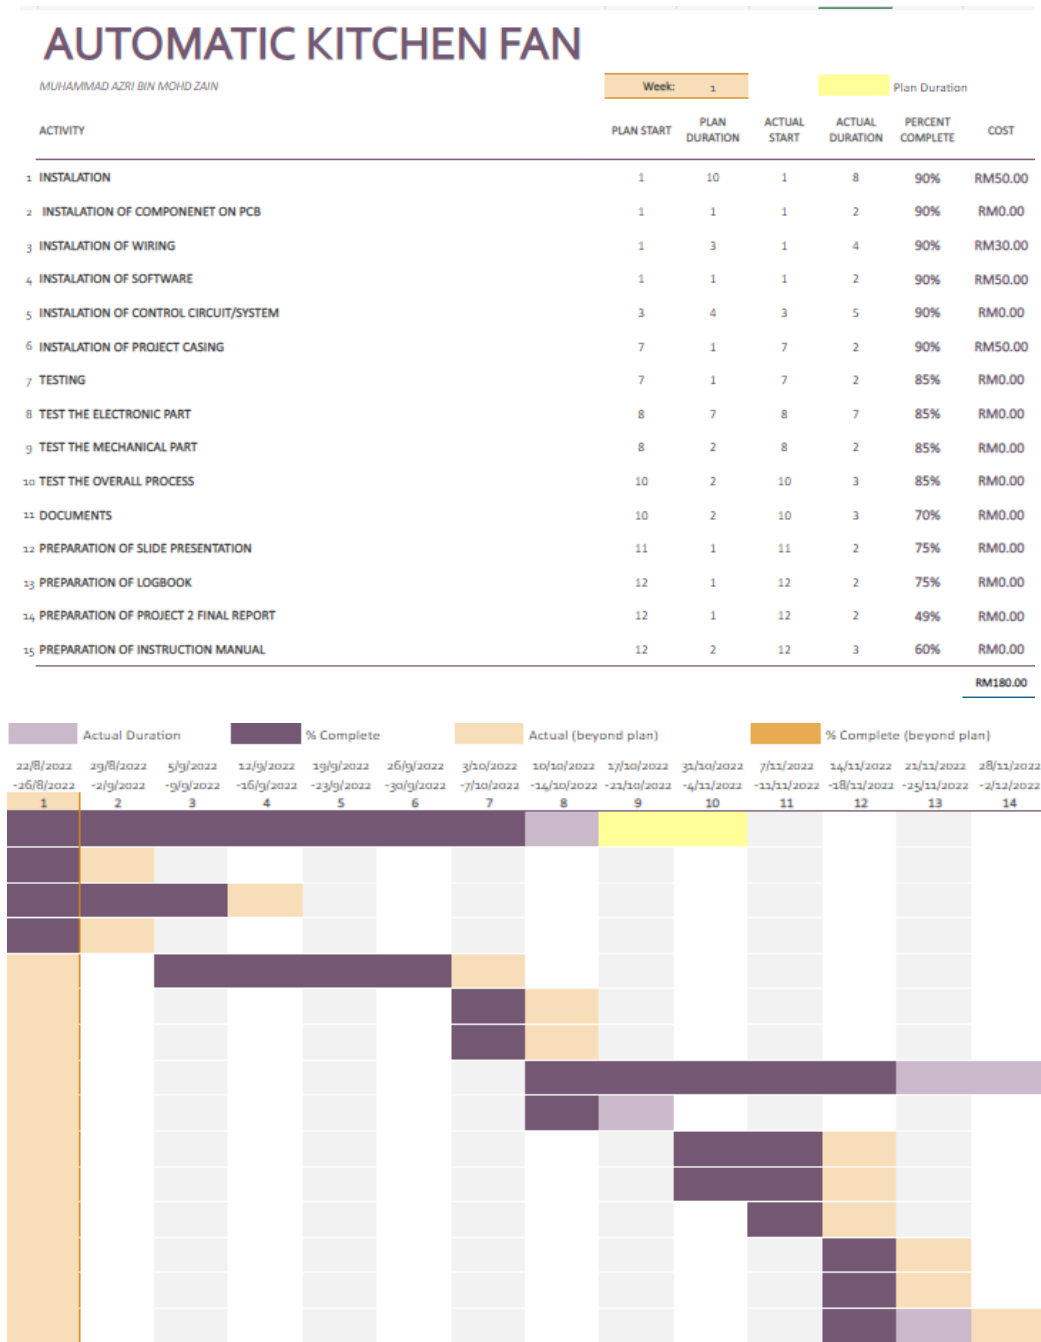 AUTOMATIC KITCHEN FAN
MUHAMMAD AZRI BIN MOHD ZAIN Week: 1 Plan Duration
ACTIVITY PLAN START PLAN DURATION ACTUAL START ACTUAL DURATION PERCENT COMPLETE COST
1 INSTALATION 1 10 1 8 90% RM50.00
2 INSTALATION OF COMPONENET ON PCB 1 1 1 2 90% RM0.00
3 INSTALATION OF WIRING 1 3 1 4 90% RM30.00
4 INSTALATION OF SOFTWARE 1 1 1 2 90% RM50.00
5 INSTALATION OF CONTROL CIRCUIT/SYSTEM 3 4 3 5 90% RM0.00
6 INSTALATION OF PROJECT CASING 7 1 7 2 90% RM50.00
7 TESTING 7 1 7 2 85% RM0.00
8 TEST THE ELECTRONIC PART 8 7 8 7 85% RM0.00
9 TEST THE MECHANICAL PART 8 2 8 2 85% RM0.00
10 TEST THE OVERALL PROCESS 10 2 10 3 85% RM0.00
11 DOCUMENTS 10 2 10 3 70% RM0.00
12 PREPARATION OF SLIDE PRESENTATION 11 1 11 2 75% RM0.00
13 PREPARATION OF LOGBOOK 12 1 12 2 75% RM0.00
14 PREPARATION OF PROJECT 2 FINAL REPORT 12 1 12 2 49% RM0.00
15 PREPARATION OF INSTRUCTION MANUAL 12 2 12 3 60% RM0.00
RM180.00
Actual Duration % Complete Actual (beyond plan) % Complete (beyond plan)
22/8/2022 29/8/2022 5/9/2022 12/9/2022 19/9/2022 26/9/2022 3/10/2022 10/10/2022 17/10/2022 31/10/2022 7/11/2022 14/11/2022 21/11/2022 28/11/2022
-26/8/2022 -2/9/2022 -9/9/2022 -16/9/2022 -23/9/2022 -30/9/2022 -7/10/2022 -14/10/2022 -21/10/2022 -4/11/2022 -11/11/2022 -18/11/2022 -25/11/2022 -2/12/2022
1 2 3 4 5 6 7 8 9 10 11 12 13 14